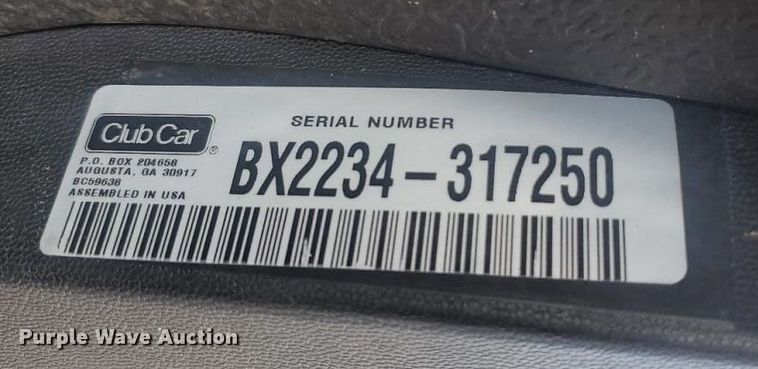 Club Car®
SERIAL NUMBER
P.O. BOX 204658
AUGUSTA, GA 30917
BC59638
ASSEMBLED IN USA
BX2234-317250
Purple Wave Auction